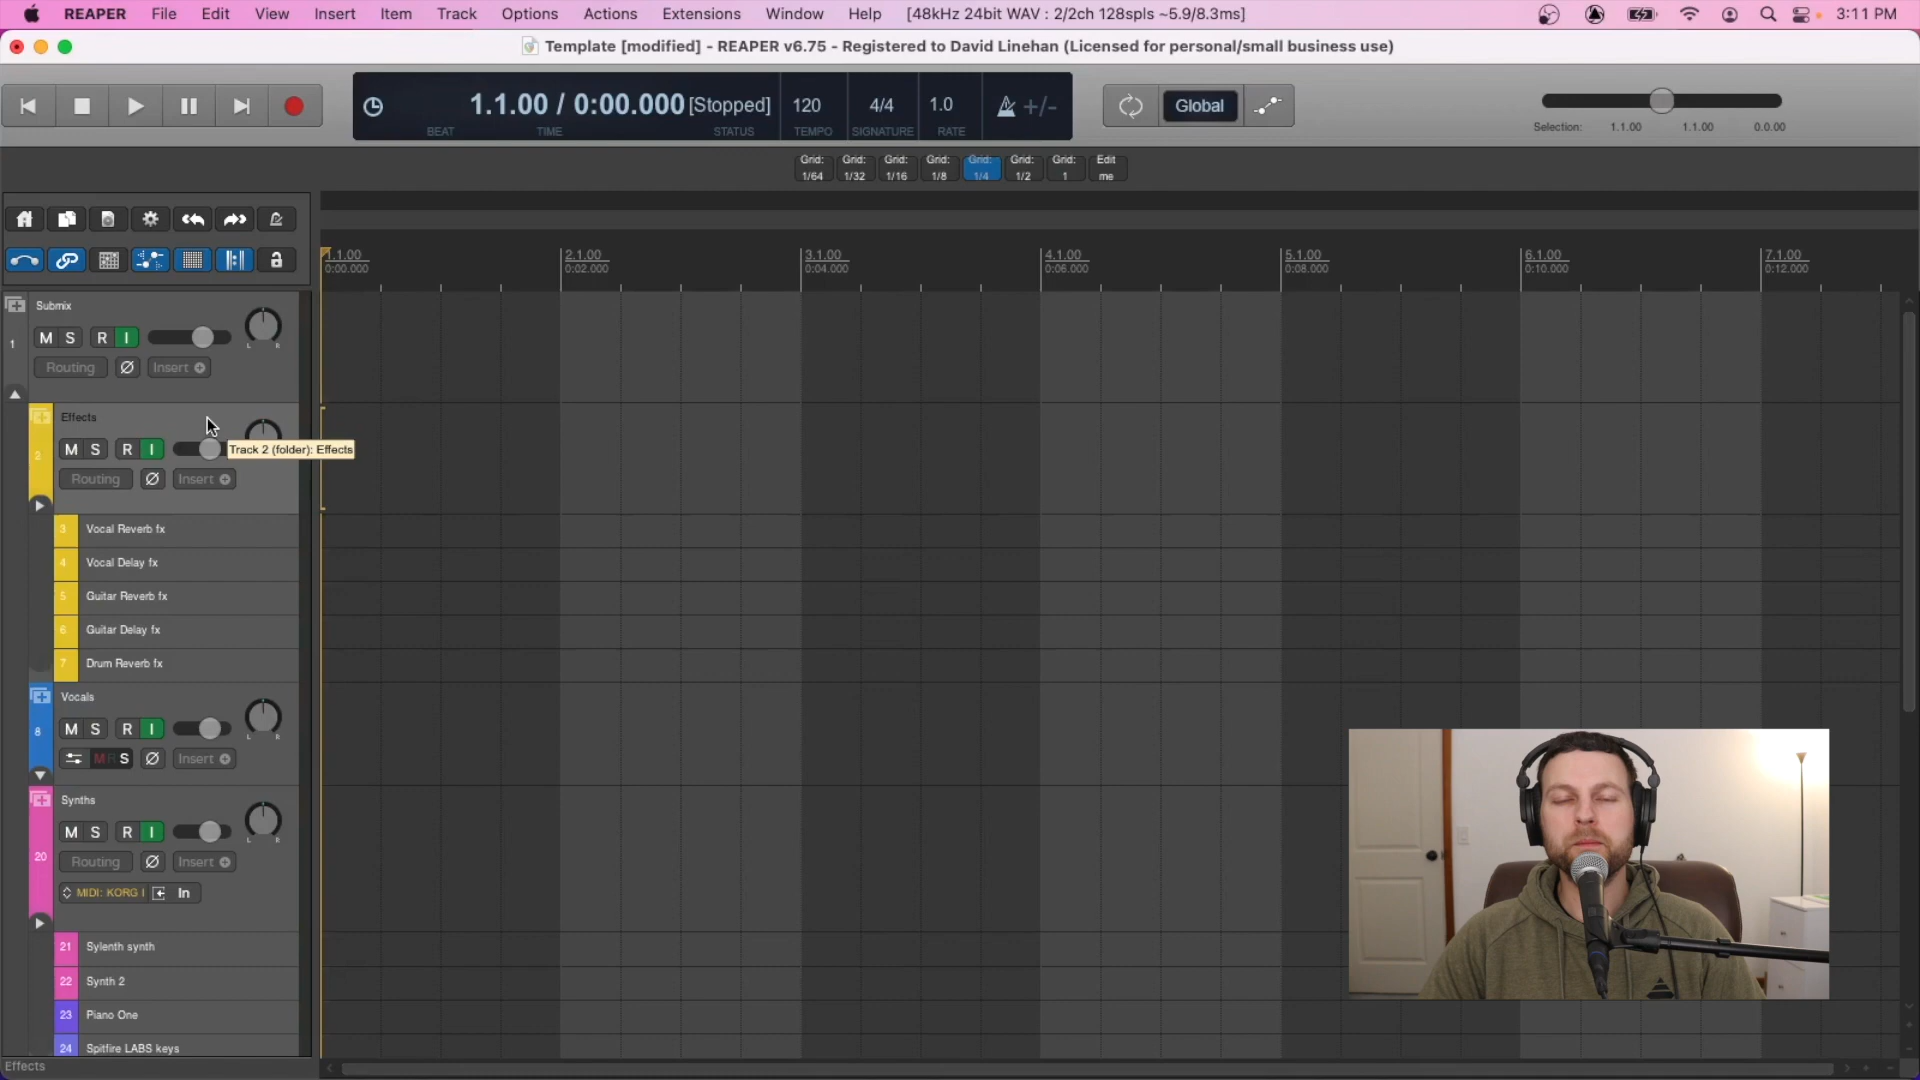 REAPER File Edit View Insert Item Track Options Actions Extensions Window Help [48kHz 24bit WAV : 2/2ch 128spls ~5.9/8.3ms] 3:11 PM
Template [modified] - REAPER v6.75 - Registered to David Linehan (Licensed for personal/small business use)
1.1.00 / 0:00.000 [Stopped] 120 4/4 1.0 +/- Global
BEAT TIME STATUS TEMPO SIGNATURE RATE
Selection: 1.1.00 1.1.00 0.0.00
Grid: Grid: Grid: Grid: Grid: Grid: Grid: Edit
1/64 1/32 1/16 1/8 1/4 1/2 1 me
1.1.00 2.1.00 3.1.00 4.1.00 5.1.00 6.1.00 7.1.00
0:00.000 0:02.000 0:04.000 0:06.000 0:08.000 0:10.000 0:12.000
Submix
1 M S R I L R
Routing Ø Insert
Effects
2 M S R I
Track 2 (folder): Effects
Routing Ø Insert
3 Vocal Reverb fx
4 Vocal Delay fx
5 Guitar Reverb fx
6 Guitar Delay fx
7 Drum Reverb fx
Vocals
8 M S R I L R
M R S Ø Insert
Synths
M S R I L R
20 Routing Ø Insert
MIDI: KORG I In
21 Sylenth synth
22 Synth 2
23 Piano One
24 Spitfire LABS keys
Effects